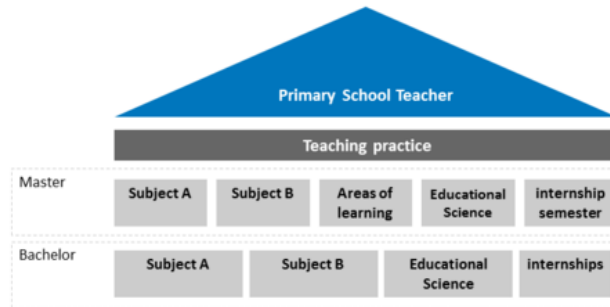 Primary School Teacher
Teaching practice
Master
Subject A
Subject B
Areas of
learning
Educational
Science
internship
semester
Bachelor
Subject A
Subject B
Educational
Science
internships